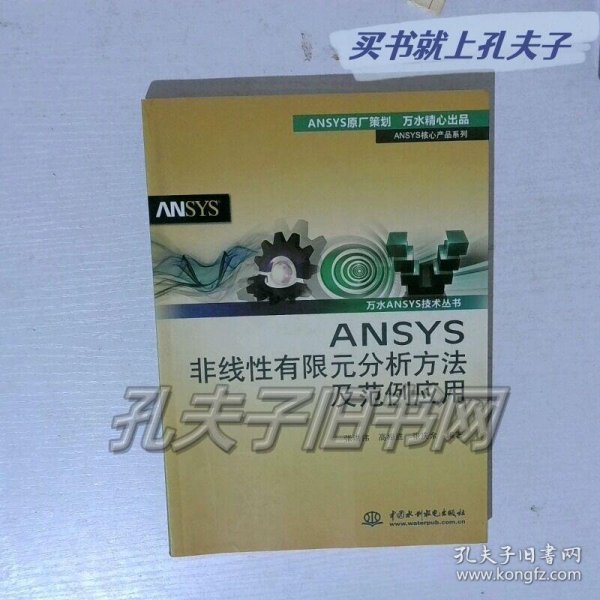 买书就上孔夫子
ANSYS原厂策划 万水精心出品
ANSYS核心产品系列
ANSYS
万水ANSYS技术丛书
ANSYS
非线性有限元分析方法
及范例应用
孔夫子旧书网
中国水利水电出版社
www.waterpub.com.cn
孔夫子旧書网
www.kongfz.com